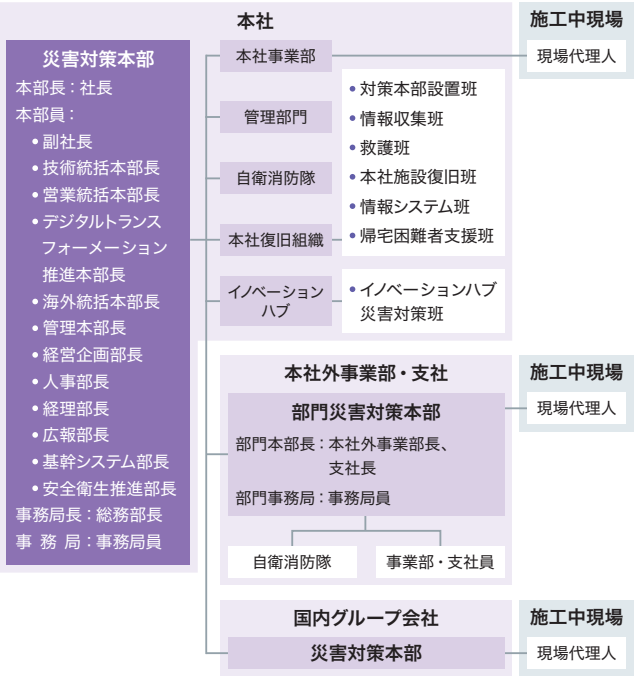 本社
災害対策本部
本部長：社長
本部員：
• 副社長
• 技術統括本部長
• 営業統括本部長
• デジタルトランス
フォーメーション
推進本部長
• 海外統括本部長
• 管理本部長
• 経営企画部長
• 人事部長
• 経理部長
• 広報部長
• 基幹システム部長
• 安全衛生推進部長
事務局長：総務部長
事 務 局：事務局員
本社事業部
管理部門
自衛消防隊
本社復旧組織
イノベーション
ハブ
• 対策本部設置班
• 情報収集班
• 救護班
• 本社施設復旧班
• 情報システム班
• 帰宅困難者支援班
• イノベーションハブ
災害対策班
施工中現場
現場代理人
本社外事業部・支社
部門災害対策本部
部門本部長：本社外事業部長、
支社長
部門事務局：事務局員
自衛消防隊
事業部・支社員
施工中現場
現場代理人
国内グループ会社
災害対策本部
施工中現場
現場代理人